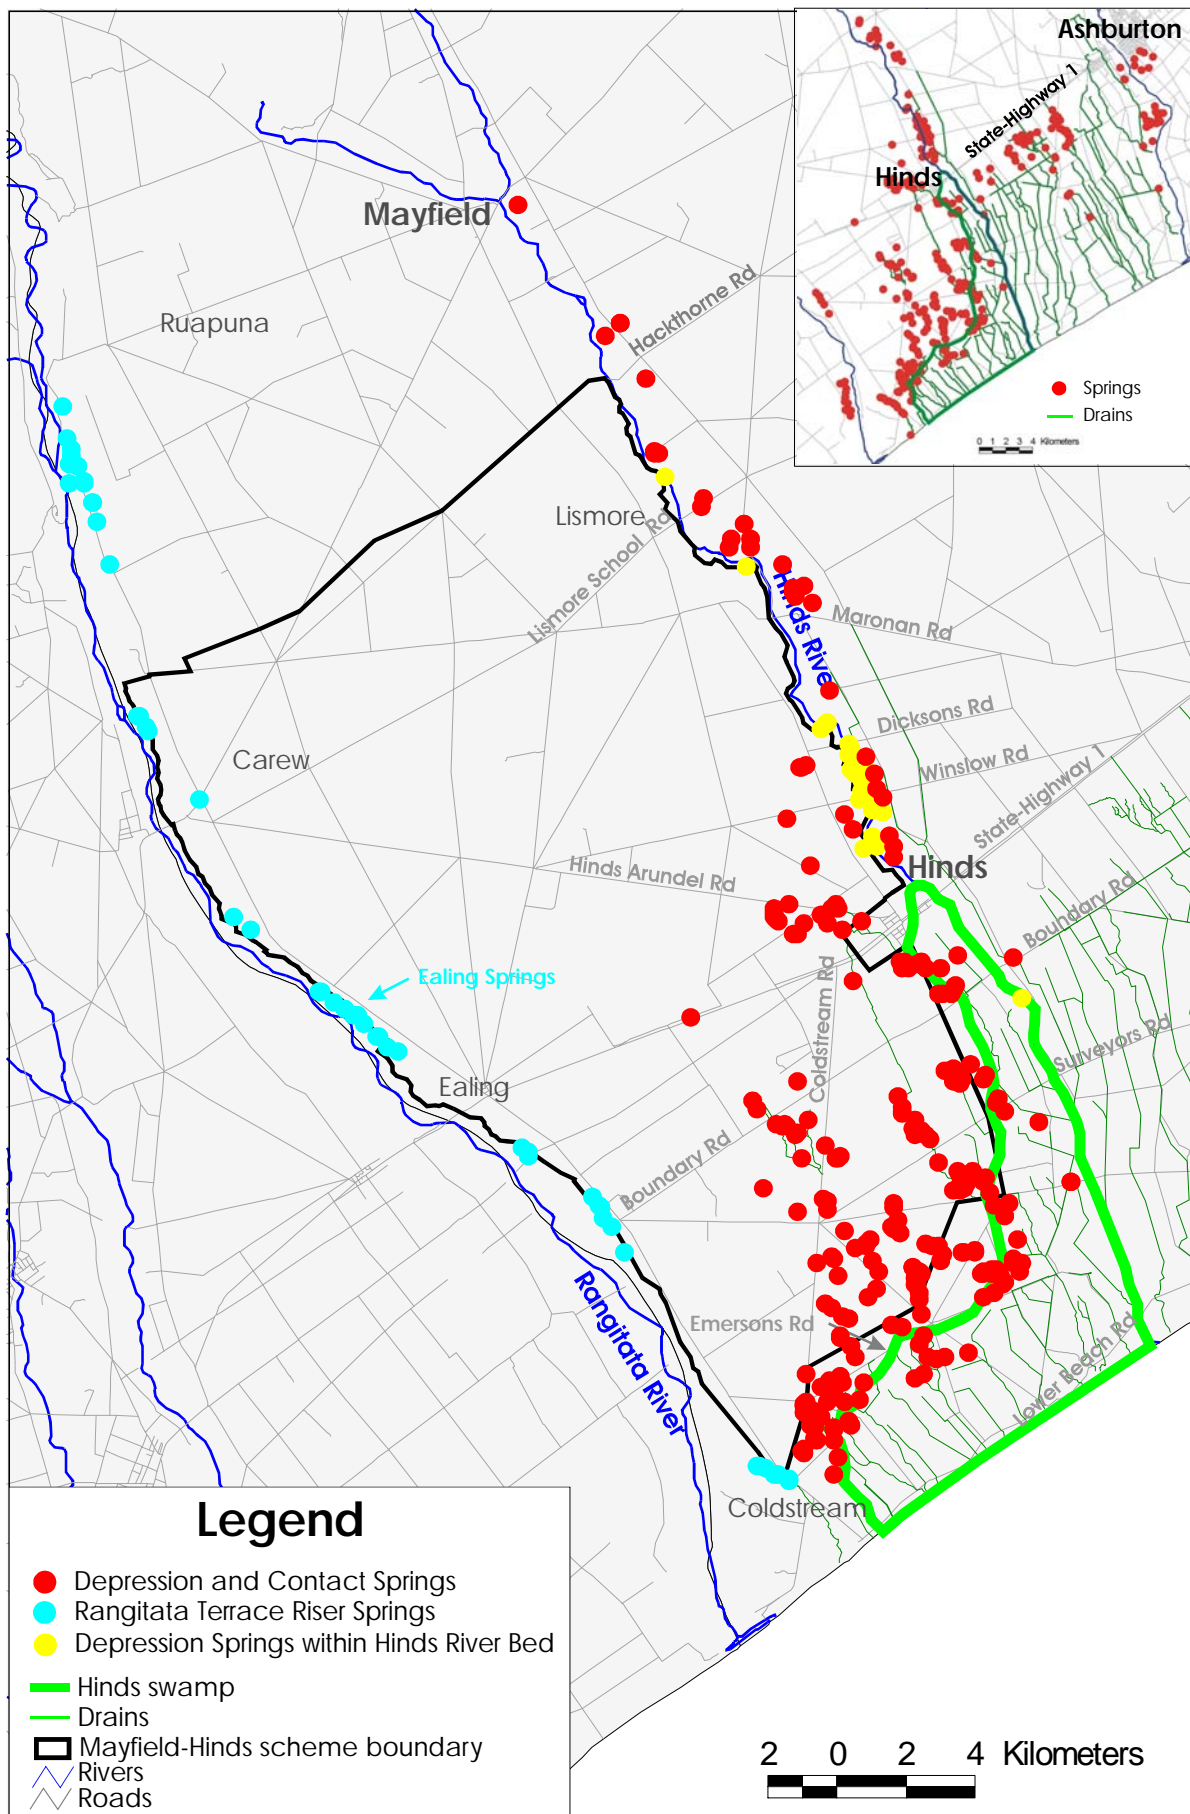 Ashburton
State-Highway 1
Hinds
Springs
Drains
0 1 2 3 4 Kilometers
Mayfield
Hackthorne Rd
Ruapuna
Lismore
Lismore School Rd
Hinds River
Maronan Rd
Dicksons Rd
Carew
Winslow Rd
State-Highway 1
Hinds Arundel Rd
Hinds
Boundary Rd
Ealing Springs
Coldstream Rd
Surveyors Rd
Ealing
Boundary Rd
Rangitata River
Emersons Rd
Lower Beach Rd
Coldstream
Legend
Depression and Contact Springs
Rangitata Terrace Riser Springs
Depression Springs within Hinds River Bed
Hinds swamp
Drains
Mayfield-Hinds scheme boundary
Rivers
Roads
2 0 2 4 Kilometers